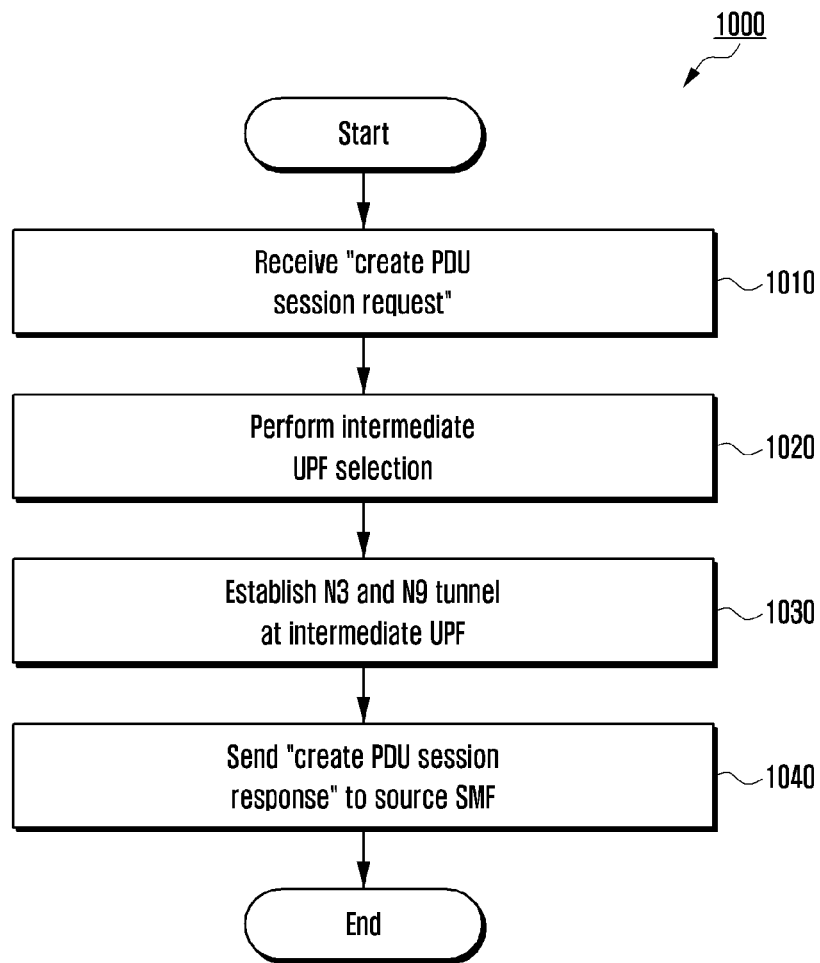 1000
Start
Receive "create PDU
session request"
1010
Perform intermediate
UPF selection
1020
Establish N3 and N9 tunnel
at intermediate UPF
1030
Send "create PDU session
response" to source SMF
1040
End